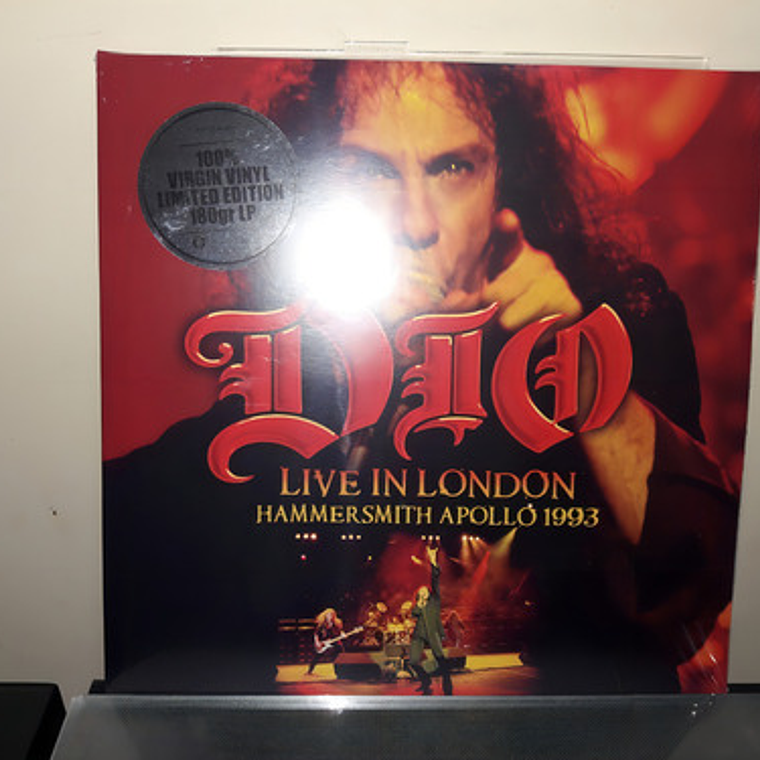 100%
VIRGIN VINYL
LIMITED EDITION
180gr LP
DIO
LIVE IN LONDON
HAMMERSMITH APOLLO 1993